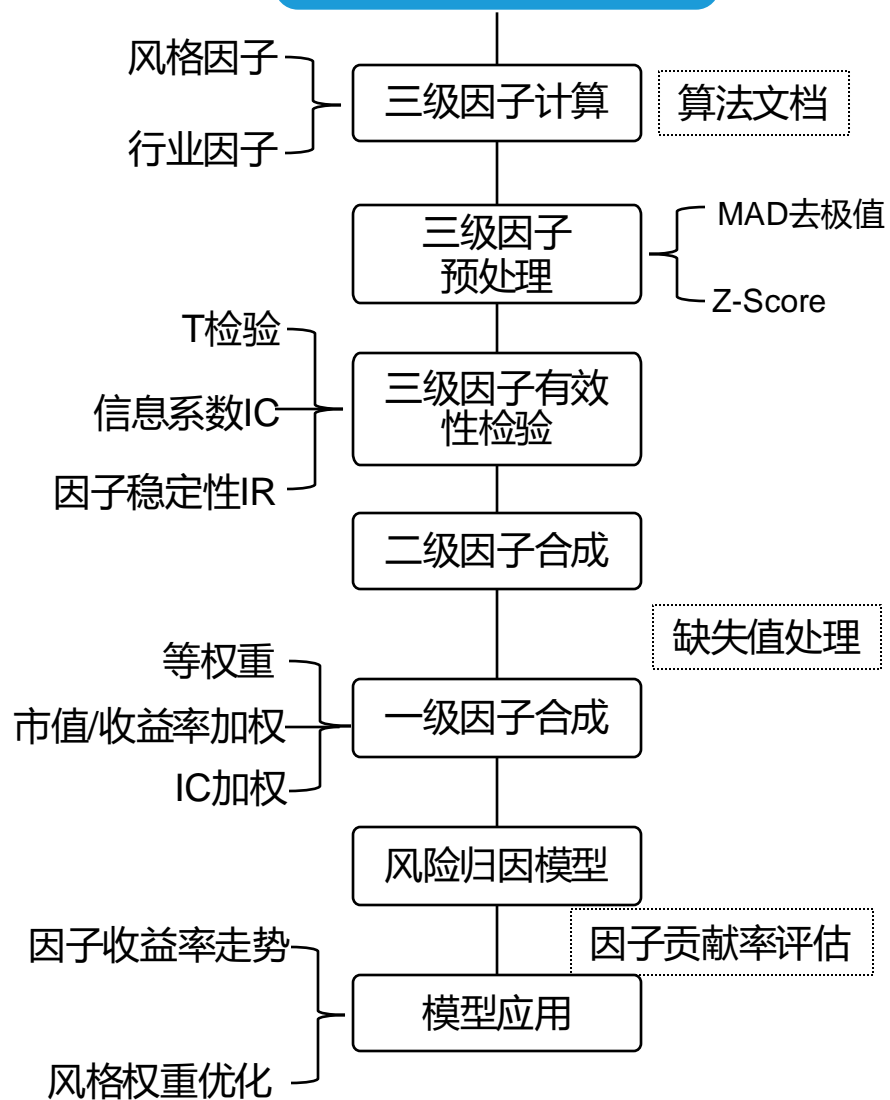 风格因子
三级因子计算
算法文档
行业因子
三级因子
预处理
MAD去极值
Z-Score
T检验
三级因子有效
性检验
信息系数IC
因子稳定性IR
二级因子合成
缺失值处理
等权重
市值/收益率加权
一级因子合成
IC加权
风险归因模型
因子收益率走势
因子贡献率评估
模型应用
风格权重优化